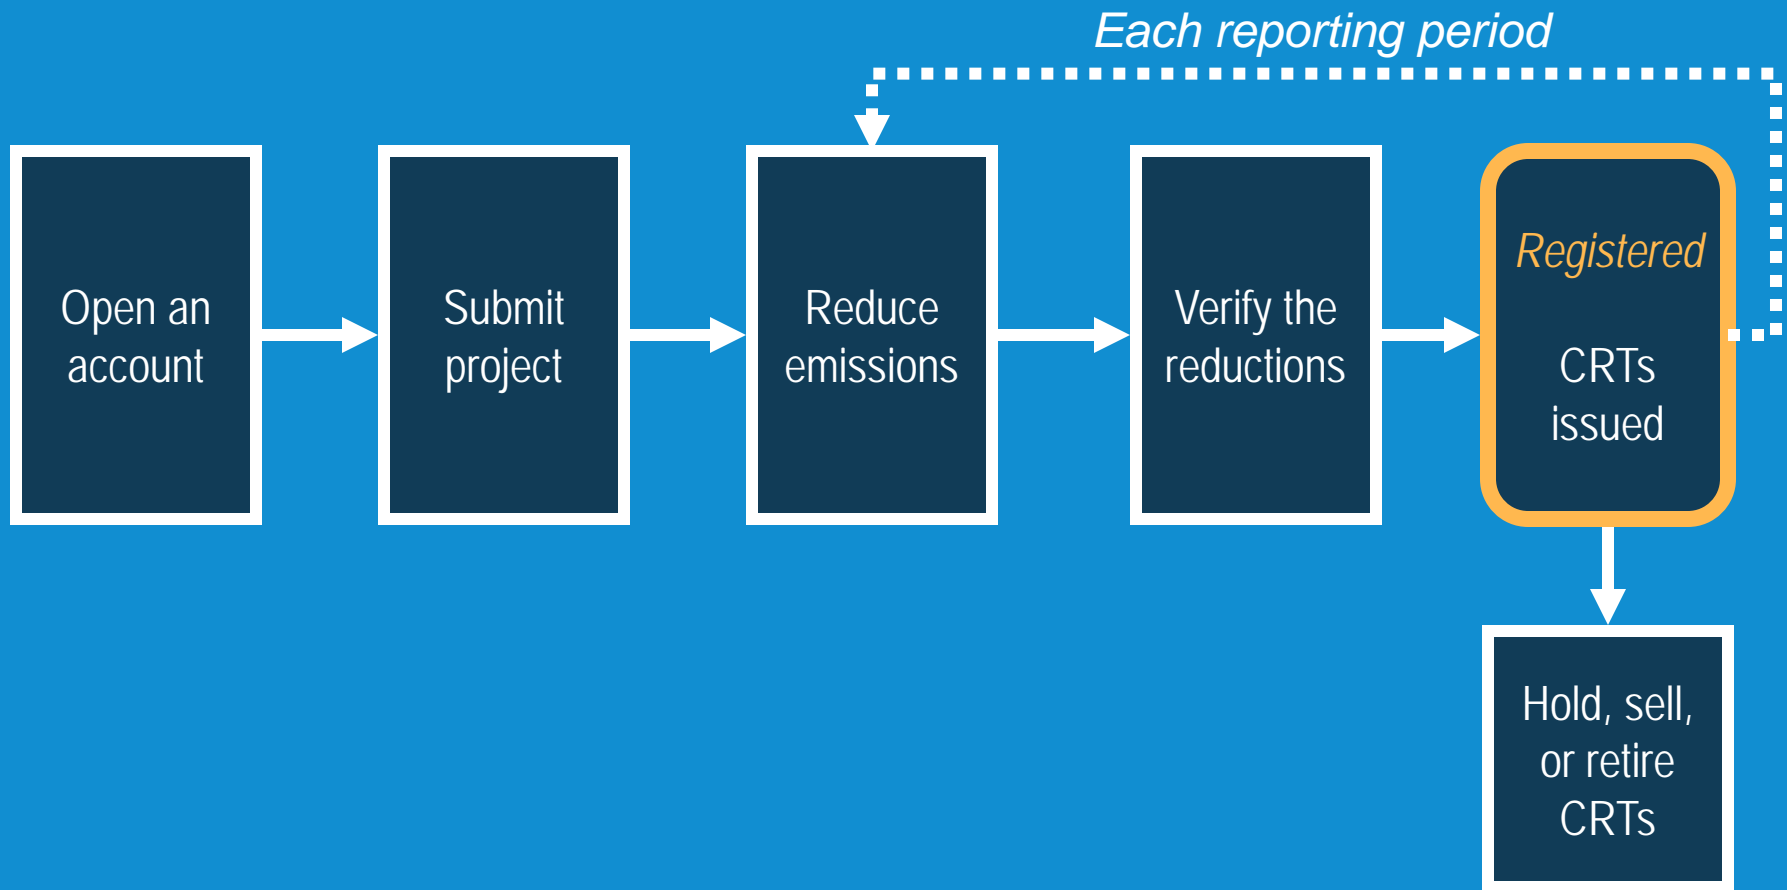 Each reporting period
Open an
account
Submit
project
Reduce
emissions
Verify the
reductions
Registered
CRTs
issued
Hold, sell,
or retire
CRTs